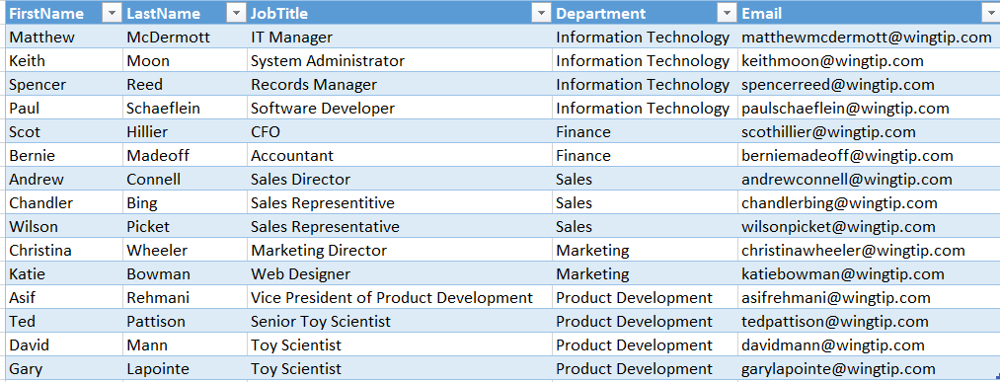 FirstName LastName JobTitle Department Email
Matthew McDermott IT Manager Information Technology matthewmcdermott@wingtip.com
Keith Moon System Administrator Information Technology keithmoon@wingtip.com
Spencer Reed Records Manager Information Technology spencerreed@wingtip.com
Paul Schaeflein Software Developer Information Technology paulschaeflein@wingtip.com
Scot Hillier CFO Finance scothillier@wingtip.com
Bernie Madeoff Accountant Finance berniemadeoff@wingtip.com
Andrew Connell Sales Director Sales andrewconnell@wingtip.com
Chandler Bing Sales Representitive Sales chandlerbing@wingtip.com
Wilson Picket Sales Representative Sales wilsonpicket@wingtip.com
Christina Wheeler Marketing Director Marketing christinawheeler@wingtip.com
Katie Bowman Web Designer Marketing katiebowman@wingtip.com
Asif Rehmani Vice President of Product Development Product Development asifrehmani@wingtip.com
Ted Pattison Senior Toy Scientist Product Development tedpattison@wingtip.com
David Mann Toy Scientist Product Development davidmann@wingtip.com
Gary Lapointe Toy Scientist Product Development garylapointe@wingtip.com